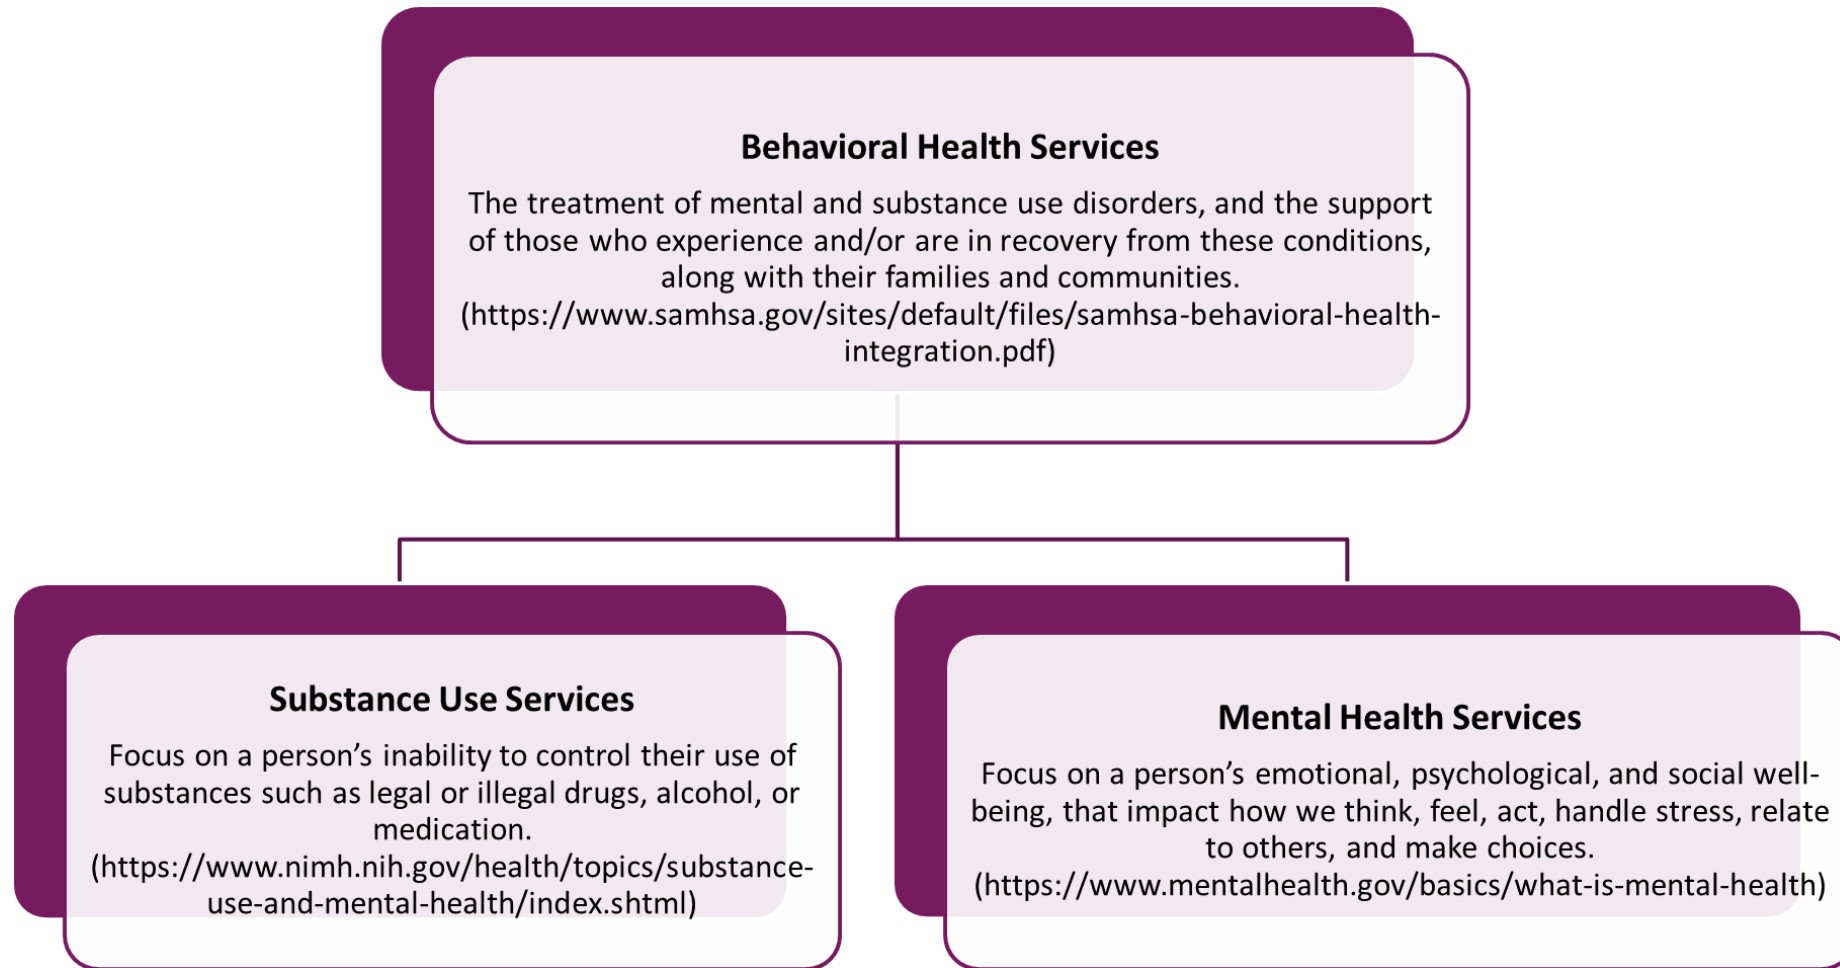 Behavioral Health Services
The treatment of mental and substance use disorders, and the support
of those who experience and/or are in recovery from these conditions,
along with their families and communities.
(https://www.samhsa.gov/sites/default/files/samhsa-behavioral-health-
integration.pdf)
Substance Use Services
Focus on a person’s inability to control their use of
substances such as legal or illegal drugs, alcohol, or
medication.
(https://www.nimh.nih.gov/health/topics/substance-
use-and-mental-health/index.shtml)
Mental Health Services
Focus on a person’s emotional, psychological, and social well-
being, that impact how we think, feel, act, handle stress, relate
to others, and make choices.
(https://www.mentalhealth.gov/basics/what-is-mental-health)